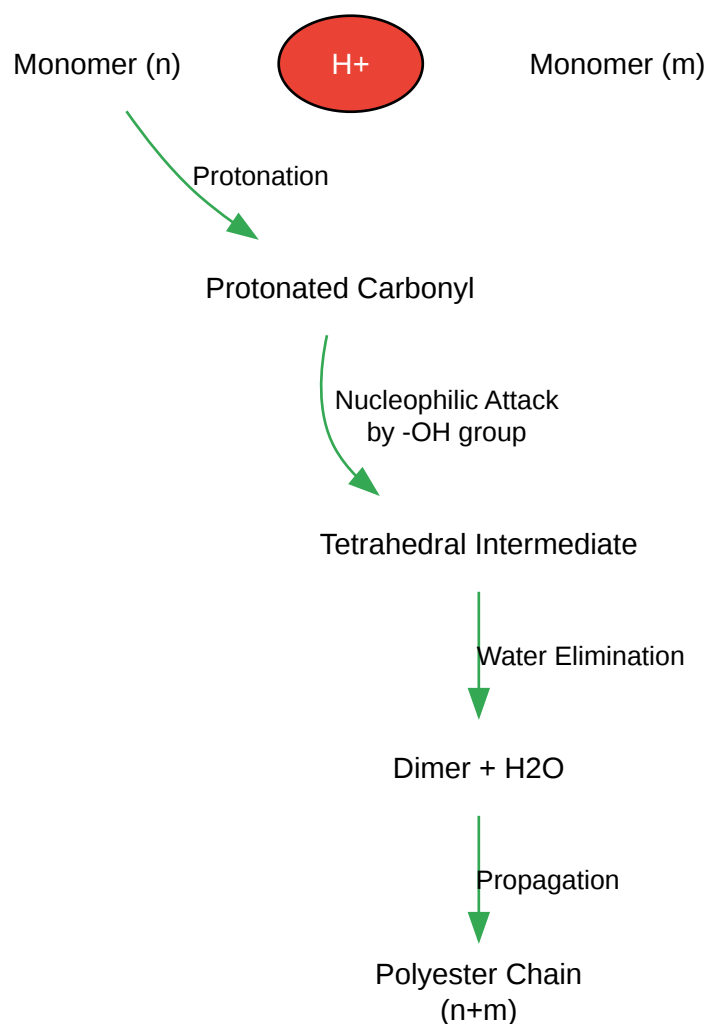 Monomer (n)
H+
Monomer (m)
Protonation
Protonated Carbonyl
Nucleophilic Attack
by -OH group
Tetrahedral Intermediate
Water Elimination
Dimer + H2O
Propagation
Polyester Chain
(n+m)